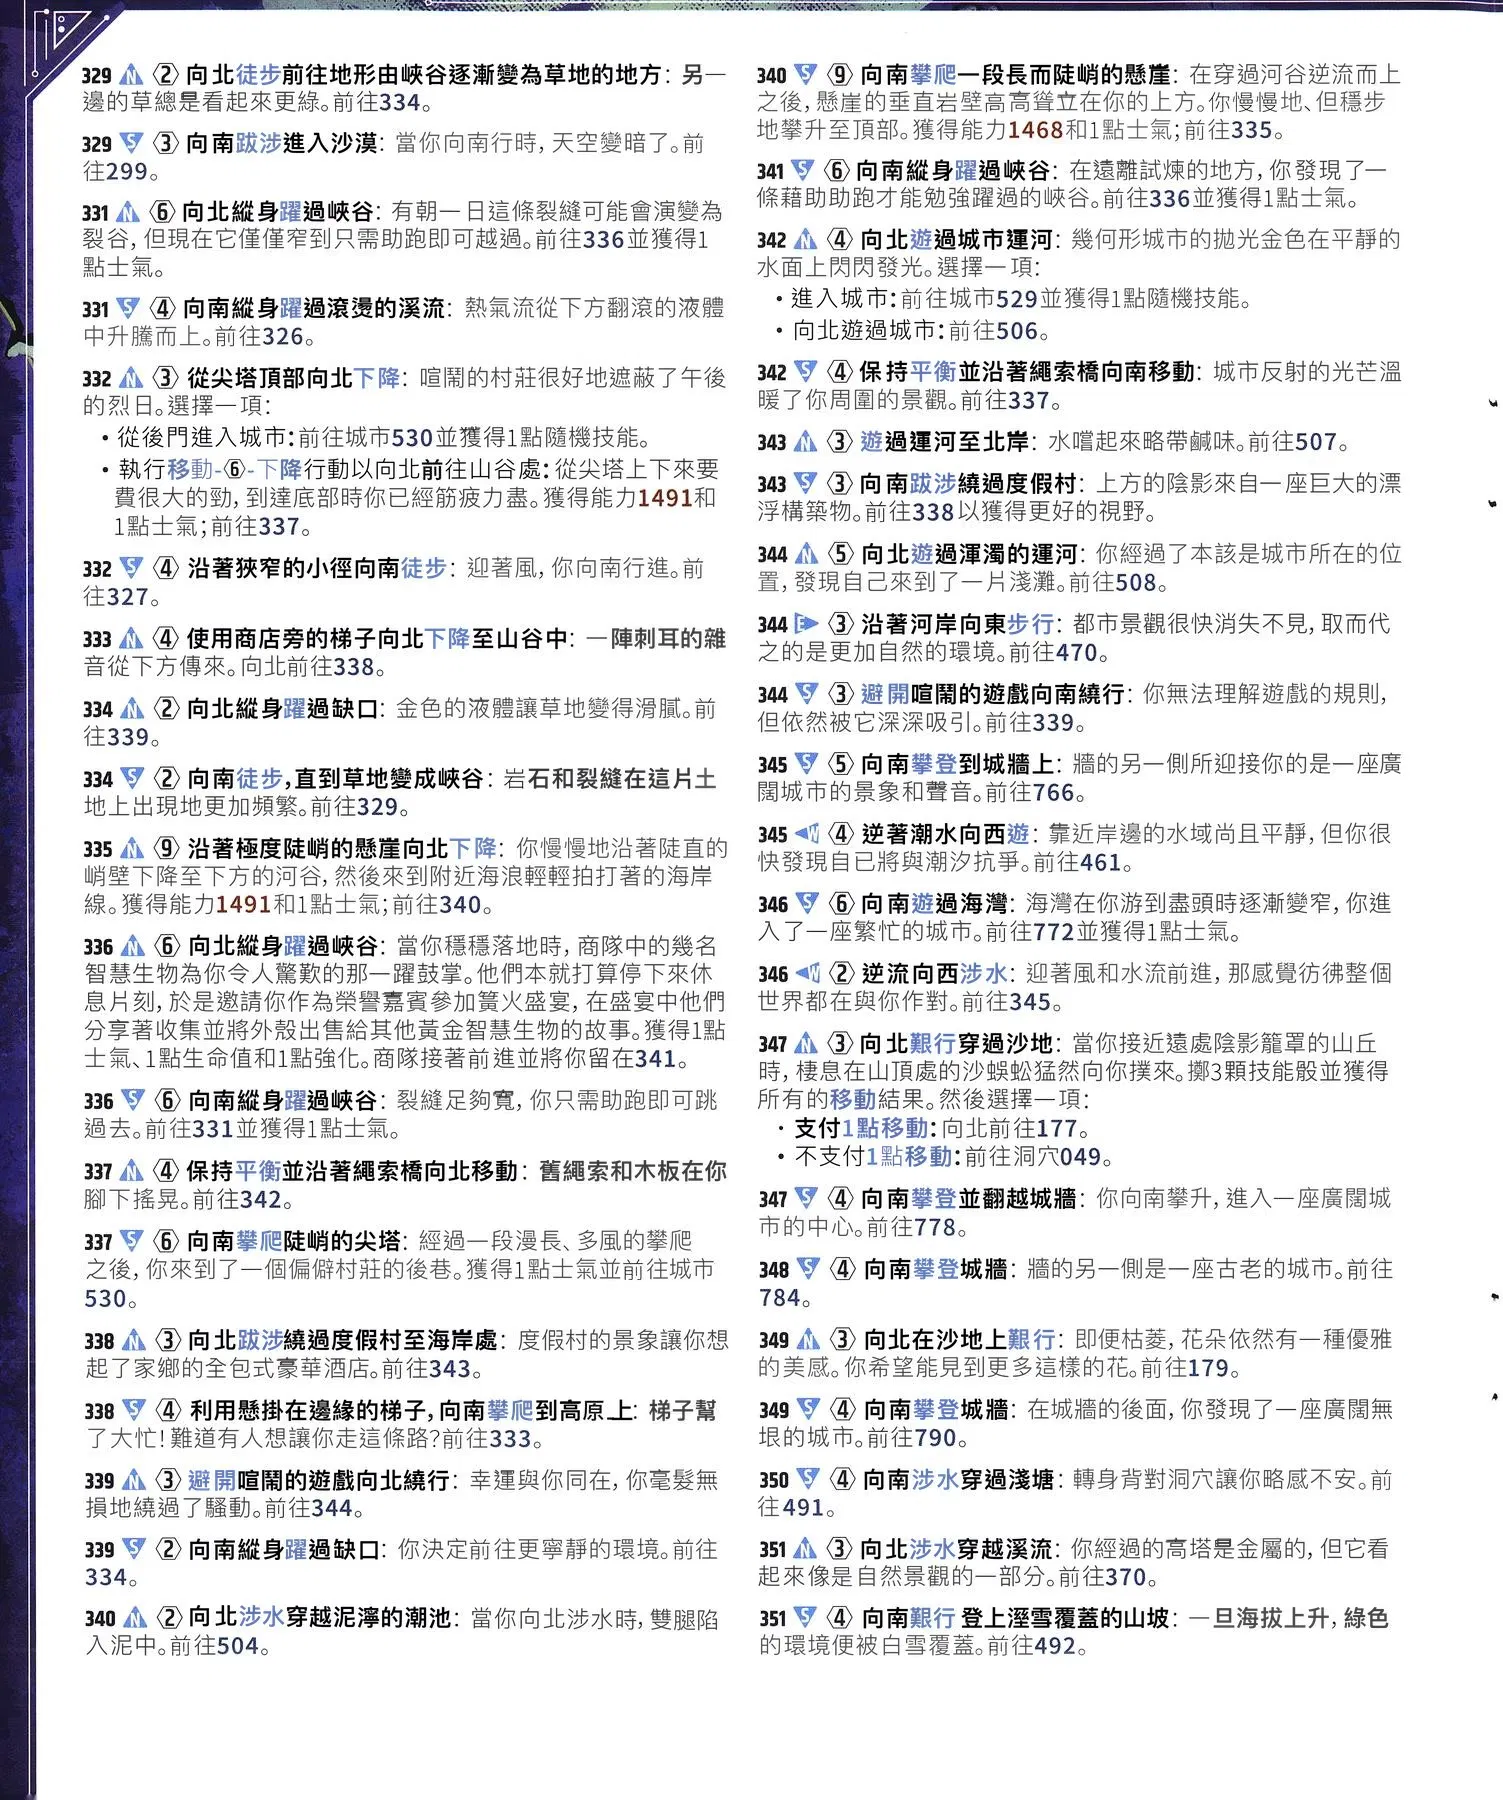 329 N 2 向北徒步前往地形由峽谷逐漸變為草地的地方：另一
邊的草總是看起來更綠。前往334。
329 S 3 向南跋涉進入沙漠：當你向南行時，天空變暗了。前
往299。
331 N 6 向北縱身躍過峽谷：有朝一日這條裂縫可能會演變為
裂谷，但現在它僅僅窄到只需助跑即可越過。前往336並獲得1
點士氣。
331 S 4 向南縱身躍過滾燙的溪流：熱氣流從下方翻滾的液體
中升騰而上。前往326。
332 N 3 從尖塔頂部向北下降：喧鬧的村莊很好地遮蔽了午後
的烈日。選擇一項：
•從後門進入城市：前往城市530並獲得1點隨機技能。
•執行移動-6-下降行動以向北前往山谷處：從尖塔上下來要
費很大的勁，到達底部時你已經筋疲力盡。獲得能力1491和
1點士氣；前往337。
332 S 4 沿著狹窄的小徑向南徒步：迎著風，你向南行進。前
往327。
333 N 4 使用商店旁的梯子向北下降至山谷中：一陣刺耳的雜
音從下方傳來。向北前往338。
334 N 2 向北縱身躍過缺口：金色的液體讓草地變得滑膩。前
往339。
334 S 2 向南徒步，直到草地變成峽谷：岩石和裂縫在這片土
地上出現地更加頻繁。前往329。
335 N 9 沿著極度陡峭的懸崖向北下降：你慢慢地沿著陡直的
峭壁下降至下方的河谷，然後來到附近海浪輕輕拍打著的海岸
線。獲得能力1491和1點士氣；前往340。
336 N 6 向北縱身躍過峽谷：當你穩穩落地時，商隊中的幾名
智慧生物為你令人驚歎的那一躍鼓掌。他們本就打算停下來休
息片刻，於是邀請你作為榮譽嘉賓參加篝火盛宴，在盛宴中他們
分享著收集並將外殼出售給其他黃金智慧生物的故事。獲得1點
士氣、1點生命值和1點強化。商隊接著前進並將你留在341。
336 S 6 向南縱身躍過峽谷：裂縫足夠寬，你只需助跑即可跳
過去。前往331並獲得1點士氣。
337 N 4 保持平衡並沿著繩索橋向北移動：舊繩索和木板在你
腳下搖晃。前往342。
337 S 6 向南攀爬陡峭的尖塔：經過一段漫長、多風的攀爬
之後，你來到了一個偏僻村莊的後巷。獲得1點士氣並前往城市
530。
338 N 3 向北跋涉繞過度假村至海岸處：度假村的景象讓你想
起了家鄉的全包式豪華酒店。前往343。
338 S 4 利用懸掛在邊緣的梯子，向南攀爬到高原上：梯子幫
了大忙！難道有人想讓你走這條路？前往333。
339 N 3 避開喧鬧的遊戲向北繞行：幸運與你同在，你毫髮無
損地繞過了騷動。前往344。
339 S 2 向南縱身躍過缺口：你決定前往更寧靜的環境。前往
334。
340 N 2 向北涉水穿越泥濘的潮池：當你向北涉水時，雙腿陷
入泥中。前往504。
340 S 9 向南攀爬一段長而陡峭的懸崖：在穿過河谷逆流而上
之後，懸崖的垂直岩壁高高聳立在你的上方。你慢慢地、但穩步
地攀升至頂部。獲得能力1468和1點士氣；前往335。
341 S 6 向南縱身躍過峽谷：在遠離試煉的地方，你發現了一
條藉助助跑才能勉強躍過的峽谷。前往336並獲得1點士氣。
342 N 4 向北遊過城市運河：幾何形城市的拋光金色在平靜的
水面上閃閃發光。選擇一項：
•進入城市：前往城市529並獲得1點隨機技能。
•向北遊過城市：前往506。
342 S 4 保持平衡並沿著繩索橋向南移動：城市反射的光芒溫
暖了你周圍的景觀。前往337。
343 N 3 遊過運河至北岸：水嚐起來略帶鹹味。前往507。
343 S 3 向南跋涉繞過度假村：上方的陰影來自一座巨大的漂
浮構築物。前往338以獲得更好的視野。
344 N 5 向北遊過渾濁的運河：你經過了本該是城市所在的位
置，發現自己來到了一片淺灘。前往508。
344 E 3 沿著河岸向東步行：都市景觀很快消失不見，取而代
之的是更加自然的環境。前往470。
344 S 3 避開喧鬧的遊戲向南繞行：你無法理解遊戲的規則，
但依然被它深深吸引。前往339。
345 S 5 向南攀登到城牆上：牆的另一側所迎接你的是一座廣
闊城市的景象和聲音。前往766。
345 W 4 逆著潮水向西遊：靠近岸邊的水域尚且平靜，但你很
快發現自已將與潮汐抗爭。前往461。
346 S 6 向南遊過海灣：海灣在你游到盡頭時逐漸變窄，你進
入了一座繁忙的城市。前往772並獲得1點士氣。
346 W 2 逆流向西涉水：迎著風和水流前進，那感覺彷彿整個
世界都在與你作對。前往345。
347 N 3 向北艱行穿過沙地：當你接近遠處陰影籠罩的山丘
時，棲息在山頂處的沙蜈蚣猛然向你撲來。擲3顆技能骰並獲得
所有的移動結果。然後選擇一項：
•支付1點移動：向北前往177。
•不支付1點移動：前往洞穴049。
347 S 4 向南攀登並翻越城牆：你向南攀升，進入一座廣闊城
市的中心。前往778。
348 S 4 向南攀登城牆：牆的另一側是一座古老的城市。前往
784。
349 N 3 向北在沙地上艱行：即便枯萎，花朵依然有一種優雅
的美感。你希望能見到更多這樣的花。前往179。
349 S 4 向南攀登城牆：在城牆的後面，你發現了一座廣闊無
垠的城市。前往790。
350 S 4 向南涉水穿過淺塘：轉身背對洞穴讓你略感不安。前
往491。
351 N 3 向北涉水穿越溪流：你經過的高塔是金屬的，但它看
起來像是自然景觀的一部分。前往370。
351 S 4 向南艱行登上溼雪覆蓋的山坡：一旦海拔上升，綠色
的環境便被白雪覆蓋。前往492。